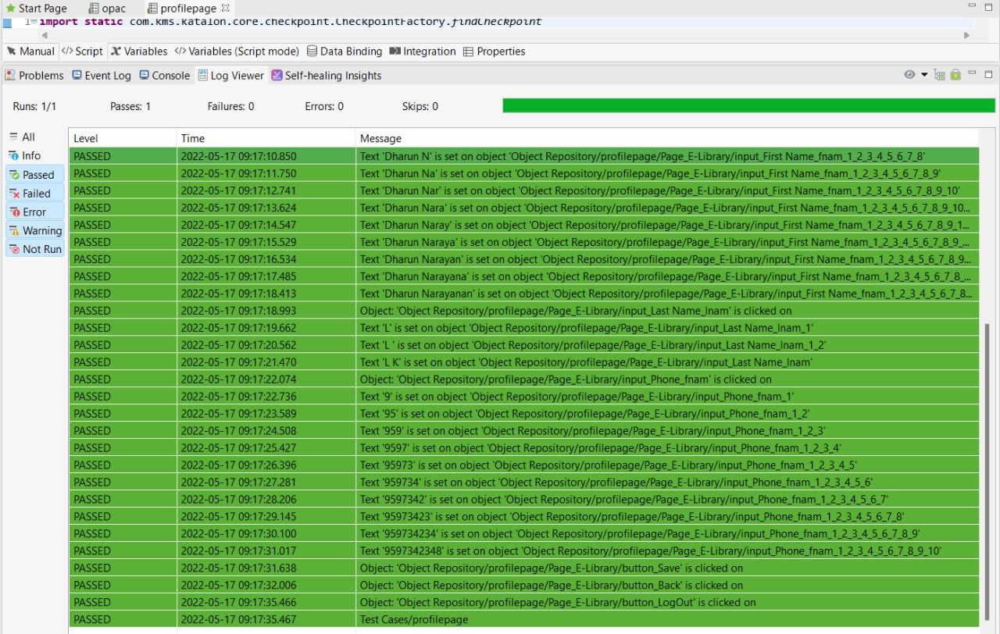 Start Page opac profilepage
1 import static com.kms.katalon.core.checkpoint.CheckpointFactory.findCheckpoint
Manual </> Script Variables </> Variables (Script mode) Data Binding Integration Properties
Problems Event Log Console Log Viewer Self-healing Insights
Runs: 1/1 Passes: 1 Failures: 0 Errors: 0 Skips: 0
All
Info
Passed
Failed
Error
Warning
Not Run
Level Time Message
PASSED 2022-05-17 09:17:10.850 Text 'Dharun N' is set on object 'Object Repository/profilepage/Page_E-Library/input_First Name_fnam_1_2_3_4_5_6_7_8'
PASSED 2022-05-17 09:17:11.750 Text 'Dharun Na' is set on object 'Object Repository/profilepage/Page_E-Library/input_First Name_fnam_1_2_3_4_5_6_7_8_9'
PASSED 2022-05-17 09:17:12.741 Text 'Dharun Nar' is set on object 'Object Repository/profilepage/Page_E-Library/input_First Name_fnam_1_2_3_4_5_6_7_8_9_10'
PASSED 2022-05-17 09:17:13.624 Text 'Dharun Nara' is set on object 'Object Repository/profilepage/Page_E-Library/input_First Name_fnam_1_2_3_4_5_6_7_8_9_10...
PASSED 2022-05-17 09:17:14.547 Text 'Dharun Naray' is set on object 'Object Repository/profilepage/Page_E-Library/input_First Name_fnam_1_2_3_4_5_6_7_8_9_1...
PASSED 2022-05-17 09:17:15.529 Text 'Dharun Naraya' is set on object 'Object Repository/profilepage/Page_E-Library/input_First Name_fnam_1_2_3_4_5_6_7_8_9_...
PASSED 2022-05-17 09:17:16.534 Text 'Dharun Narayan' is set on object 'Object Repository/profilepage/Page_E-Library/input_First Name_fnam_1_2_3_4_5_6_7_8_9...
PASSED 2022-05-17 09:17:17.485 Text 'Dharun Narayana' is set on object 'Object Repository/profilepage/Page_E-Library/input_First Name_fnam_1_2_3_4_5_6_7_8_...
PASSED 2022-05-17 09:17:18.413 Text 'Dharun Narayanan' is set on object 'Object Repository/profilepage/Page_E-Library/input_First Name_fnam_1_2_3_4_5_6_7_8...
PASSED 2022-05-17 09:17:18.993 Object: 'Object Repository/profilepage/Page_E-Library/input_Last Name_lnam' is clicked on
PASSED 2022-05-17 09:17:19.662 Text 'L' is set on object 'Object Repository/profilepage/Page_E-Library/input_Last Name_lnam_1'
PASSED 2022-05-17 09:17:20.562 Text 'L ' is set on object 'Object Repository/profilepage/Page_E-Library/input_Last Name_lnam_1_2'
PASSED 2022-05-17 09:17:21.470 Text 'L K' is set on object 'Object Repository/profilepage/Page_E-Library/input_Last Name_lnam'
PASSED 2022-05-17 09:17:22.074 Object: 'Object Repository/profilepage/Page_E-Library/input_Phone_fnam' is clicked on
PASSED 2022-05-17 09:17:22.736 Text '9' is set on object 'Object Repository/profilepage/Page_E-Library/input_Phone_fnam_1'
PASSED 2022-05-17 09:17:23.589 Text '95' is set on object 'Object Repository/profilepage/Page_E-Library/input_Phone_fnam_1_2'
PASSED 2022-05-17 09:17:24.508 Text '959' is set on object 'Object Repository/profilepage/Page_E-Library/input_Phone_fnam_1_2_3'
PASSED 2022-05-17 09:17:25.427 Text '9597' is set on object 'Object Repository/profilepage/Page_E-Library/input_Phone_fnam_1_2_3_4'
PASSED 2022-05-17 09:17:26.396 Text '95973' is set on object 'Object Repository/profilepage/Page_E-Library/input_Phone_fnam_1_2_3_4_5'
PASSED 2022-05-17 09:17:27.281 Text '959734' is set on object 'Object Repository/profilepage/Page_E-Library/input_Phone_fnam_1_2_3_4_5_6'
PASSED 2022-05-17 09:17:28.206 Text '9597342' is set on object 'Object Repository/profilepage/Page_E-Library/input_Phone_fnam_1_2_3_4_5_6_7'
PASSED 2022-05-17 09:17:29.145 Text '95973423' is set on object 'Object Repository/profilepage/Page_E-Library/input_Phone_fnam_1_2_3_4_5_6_7_8'
PASSED 2022-05-17 09:17:30.100 Text '959734234' is set on object 'Object Repository/profilepage/Page_E-Library/input_Phone_fnam_1_2_3_4_5_6_7_8_9'
PASSED 2022-05-17 09:17:31.017 Text '9597342348' is set on object 'Object Repository/profilepage/Page_E-Library/input_Phone_fnam_1_2_3_4_5_6_7_8_9_10'
PASSED 2022-05-17 09:17:31.638 Object: 'Object Repository/profilepage/Page_E-Library/button_Save' is clicked on
PASSED 2022-05-17 09:17:32.006 Object: 'Object Repository/profilepage/Page_E-Library/button_Back' is clicked on
PASSED 2022-05-17 09:17:35.466 Object: 'Object Repository/profilepage/Page_E-Library/button_LogOut' is clicked on
PASSED 2022-05-17 09:17:35.467 Test Cases/profilepage